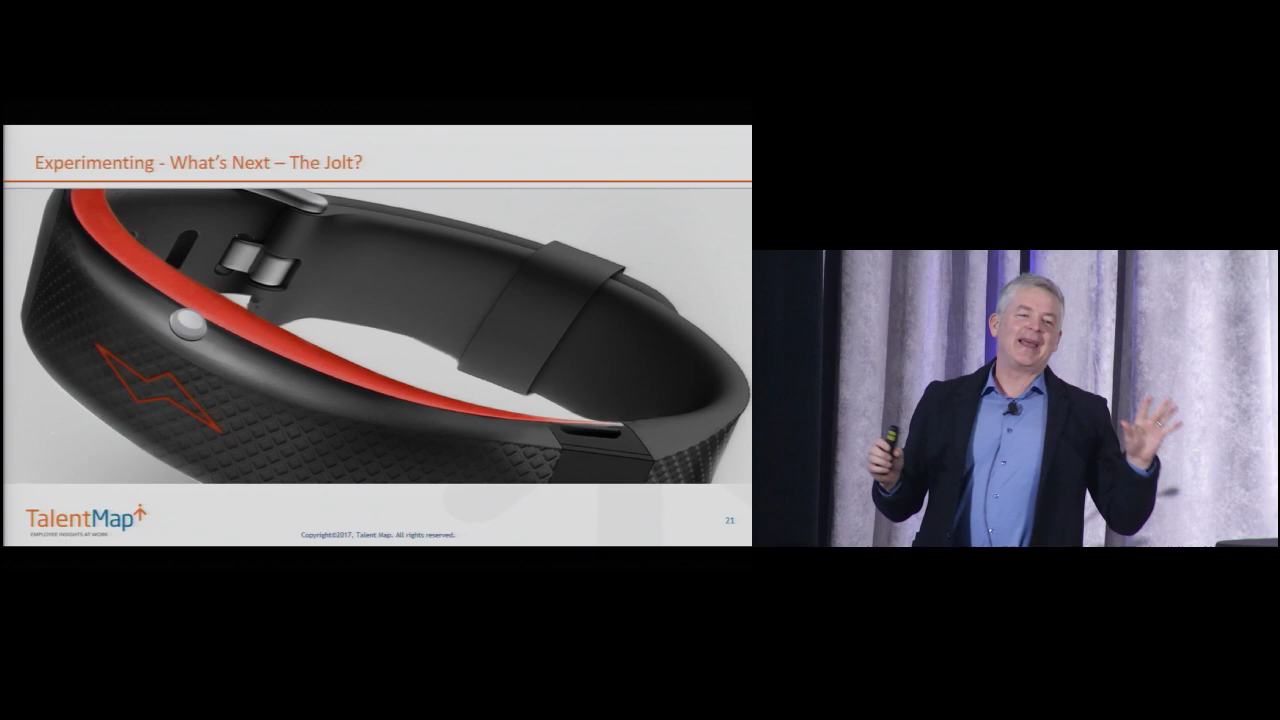 Experimenting - What's Next – The Jolt?
TalentMap
EMPLOYEE INSIGHTS AT WORK
Copyright©2017, Talent Map. All rights reserved.
21